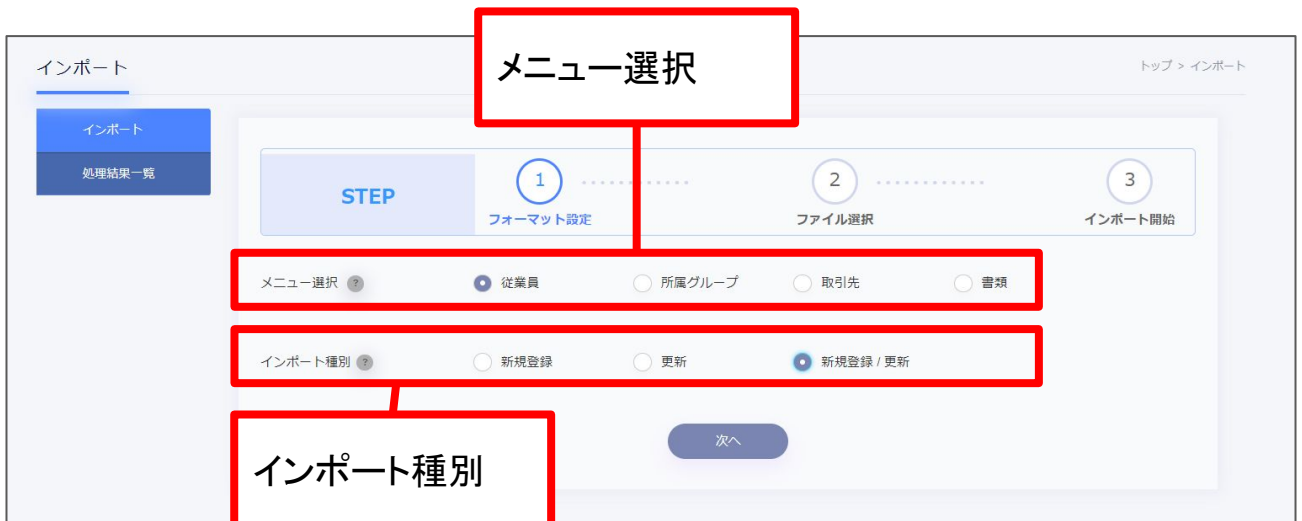 メニュー選択
インポート
トップ > インポート
インポート
処理結果一覧
STEP
1
2
3
フォーマット設定
ファイル選択
インポート開始
メニュー選択 ? 従業員 所属グループ 取引先 書類
インポート種別 ? 新規登録 更新 新規登録 / 更新
次へ
インポート種別